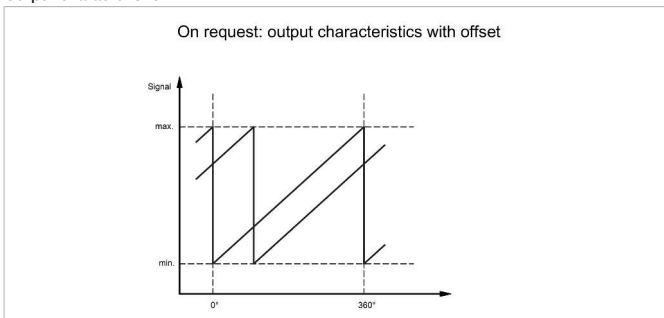 On request: output characteristics with offset
Signal
max.
min.
0°
360°